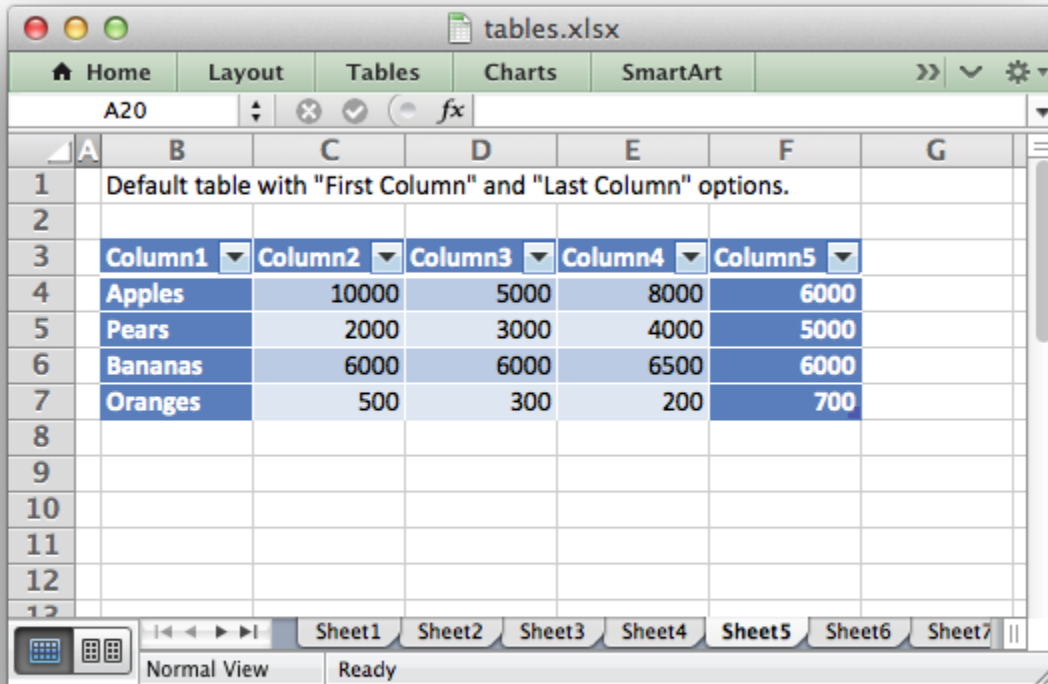 tables.xlsx
Home Layout Tables Charts SmartArt
A20 fx
A B C D E F G
1 Default table with "First Column" and "Last Column" options.
2
3 Column1 Column2 Column3 Column4 Column5
4 Apples 10000 5000 8000 6000
5 Pears 2000 3000 4000 5000
6 Bananas 6000 6000 6500 6000
7 Oranges 500 300 200 700
8
9
10
11
12
13
Sheet1 Sheet2 Sheet3 Sheet4 Sheet5 Sheet6 Sheet7
Normal View Ready